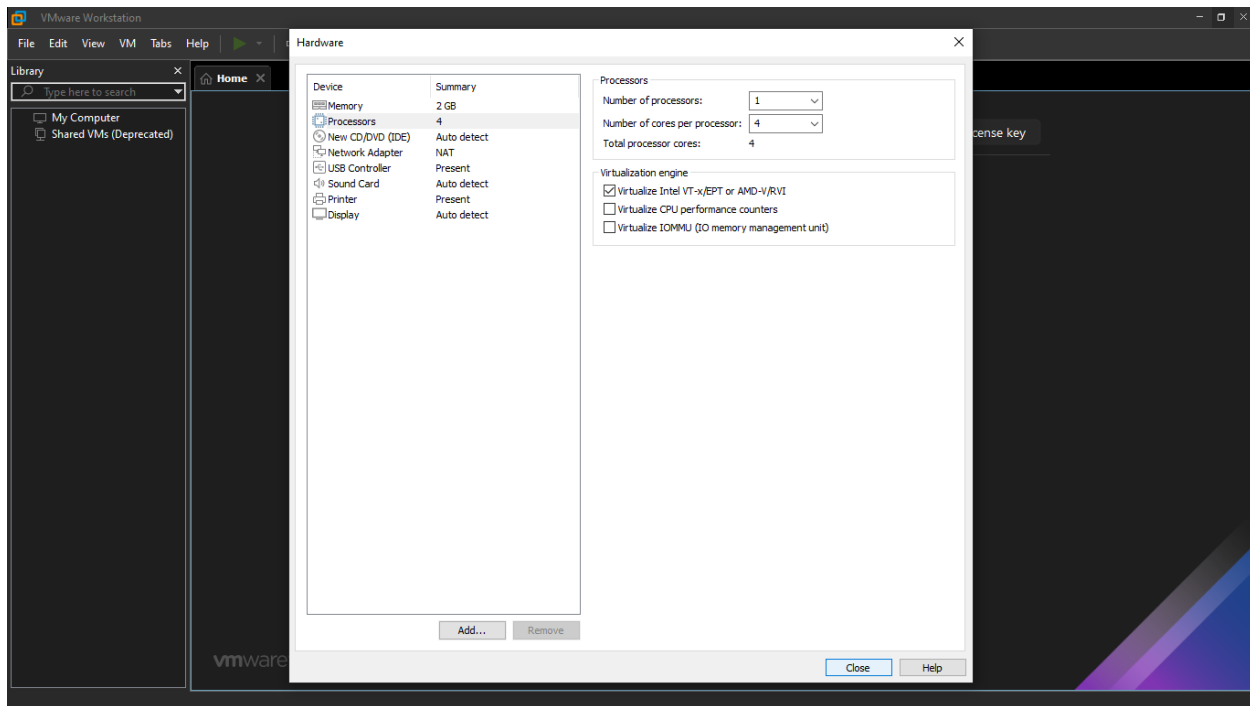 VMware Workstation
File Edit View VM Tabs Help
Library
Type here to search
My Computer
Shared VMs (Deprecated)
Home
cense key
vmware
Hardware
Device Summary
Memory 2 GB
Processors 4
New CD/DVD (IDE) Auto detect
Network Adapter NAT
USB Controller Present
Sound Card Auto detect
Printer Present
Display Auto detect
Add... Remove
Processors
Number of processors: 1
Number of cores per processor: 4
Total processor cores: 4
Virtualization engine
Virtualize Intel VT-x/EPT or AMD-V/RVI
Virtualize CPU performance counters
Virtualize IOMMU (IO memory management unit)
Close Help